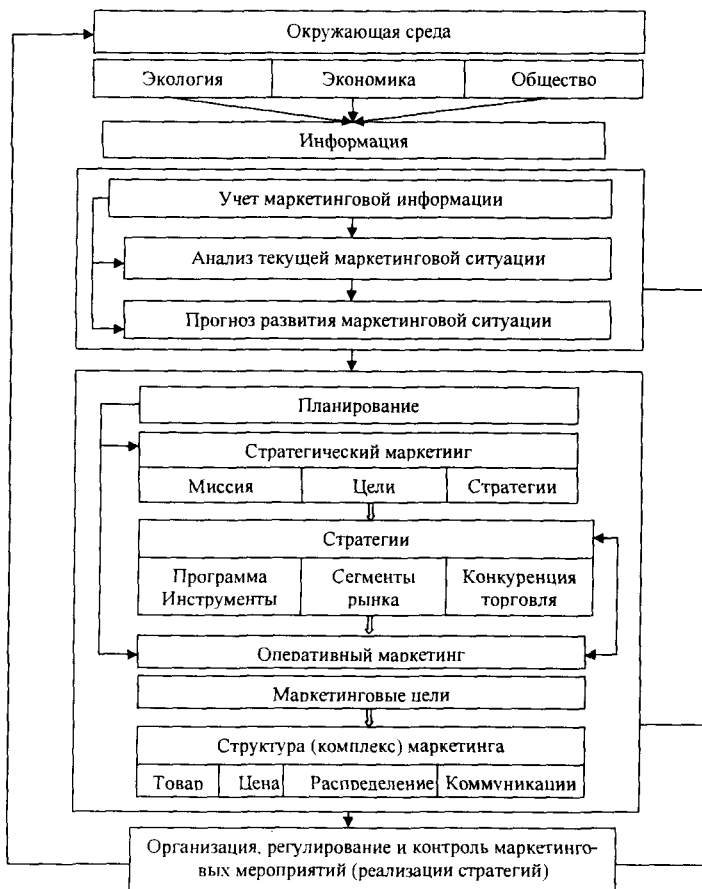 Окружающая среда
Экология Экономика Общество
Информация
Учет маркетинговой информации
Анализ текущей маркетинговой ситуации
Прогноз развития маркетинговой ситуации
Планирование
Стратегический маркетинг
Миссия Цели Стратегии
Стратегии
Программа Сегменты Конкуренция
Инструменты рынка торговля
Оперативный маркетинг
Маркетинговые цели
Структура (комплекс) маркетинга
Товар Цена Распределение Коммуникации
Организация, регулирование и контроль маркетинго-
вых мероприятий (реализации стратегий)